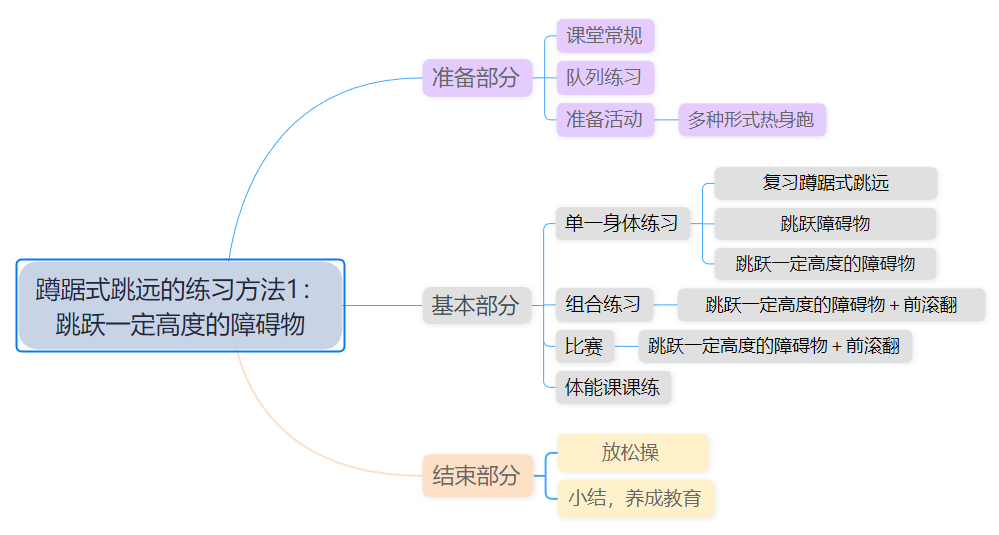 蹲踞式跳远的练习方法1：
跳跃一定高度的障碍物
准备部分
课堂常规
队列练习
准备活动
多种形式热身跑
基本部分
单一身体练习
复习蹲踞式跳远
跳跃障碍物
跳跃一定高度的障碍物
组合练习
跳跃一定高度的障碍物＋前滚翻
比赛
跳跃一定高度的障碍物＋前滚翻
体能课课练
结束部分
放松操
小结，养成教育